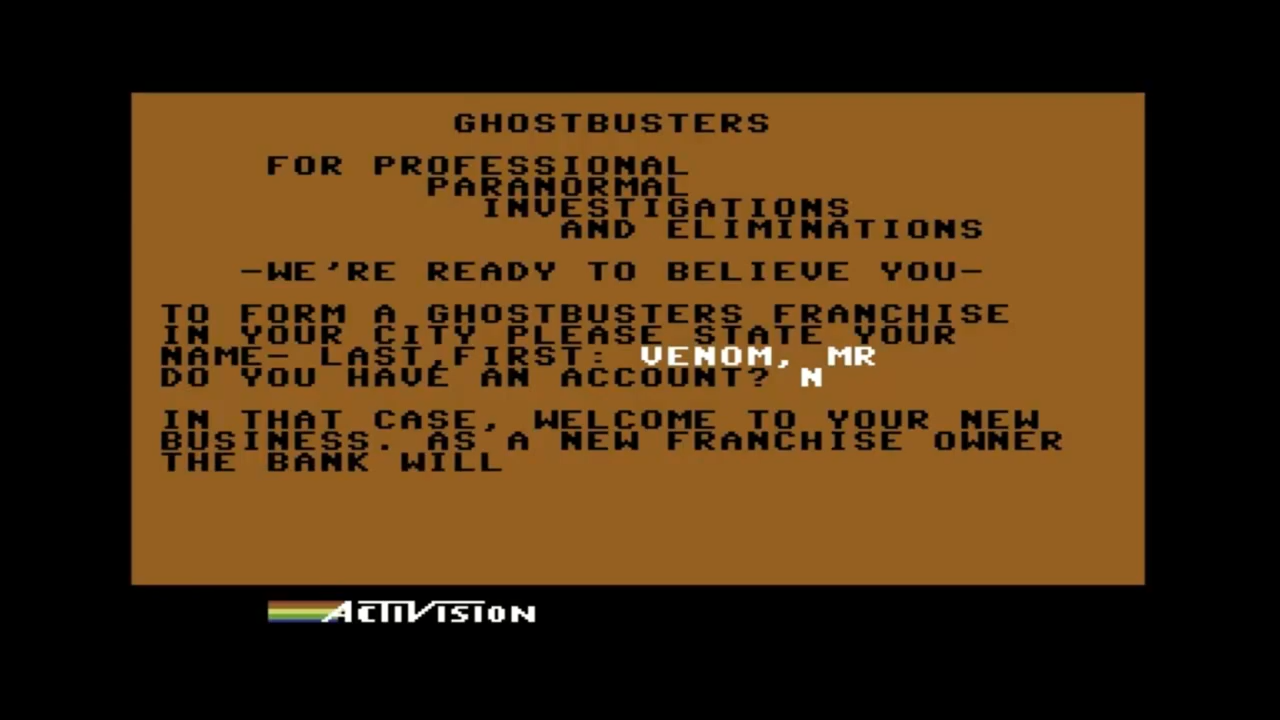 GHOSTBUSTERS
FOR PROFESSIONAL
PARANORMAL
INVESTIGATIONS
AND ELIMINATIONS
-WE'RE READY TO BELIEVE YOU-
TO FORM A GHOSTBUSTERS FRANCHISE
IN YOUR CITY PLEASE STATE YOUR
NAME- LAST,FIRST: VENOM, MR
DO YOU HAVE AN ACCOUNT? N
IN THAT CASE, WELCOME TO YOUR NEW
BUSINESS. AS A NEW FRANCHISE OWNER
THE BANK WILL
ACTIVISION